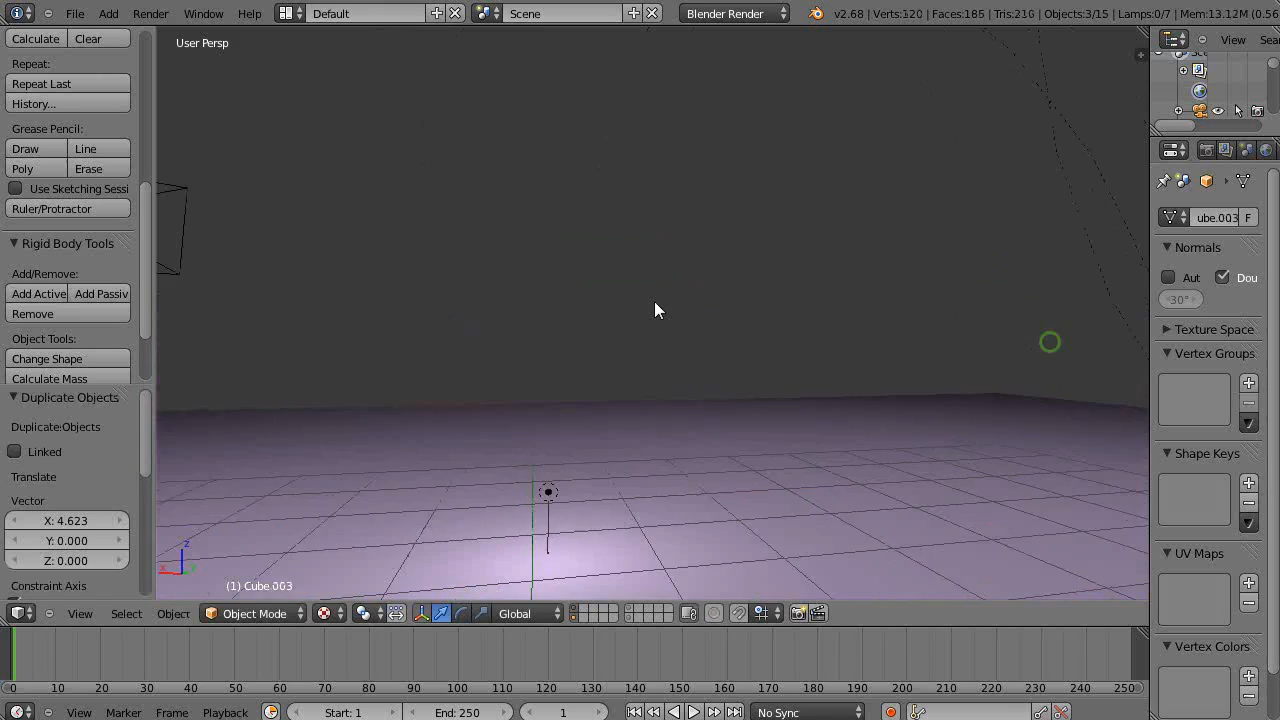 File Add Render Window Help Default Scene Blender Render v2.68 | Verts:120 | Faces:185 | Tris:216 | Objects:3/15 | Lamps:0/7 | Mem:13.12M (0.56
Calculate Clear
User Persp
View Sea
Repeat:
Repeat Last
History...
Grease Pencil:
Draw Line
Poly Erase
Use Sketching Sessi
Ruler/Protractor
Rigid Body Tools
Add/Remove:
Add Active Add Passiv
Remove
Object Tools:
Change Shape
Calculate Mass
Duplicate Objects
Duplicate Objects
Linked
Translate
Vector
X: 4.623
Y: 0.000
Z: 0.000
Constraint Axis
x
y
z
(1) Cube.003
ube.003 F
Normals
Aut Dou
30°
Texture Space
Vertex Groups
Shape Keys
UV Maps
Vertex Colors
View Select Object Object Mode Global
0 10 20 30 40 50 60 70 80 90 100 110 120 130 140 150 160 170 180 190 200 210 220 230 240 250
View Marker Frame Playback Start: 1 End: 250 1 No Sync